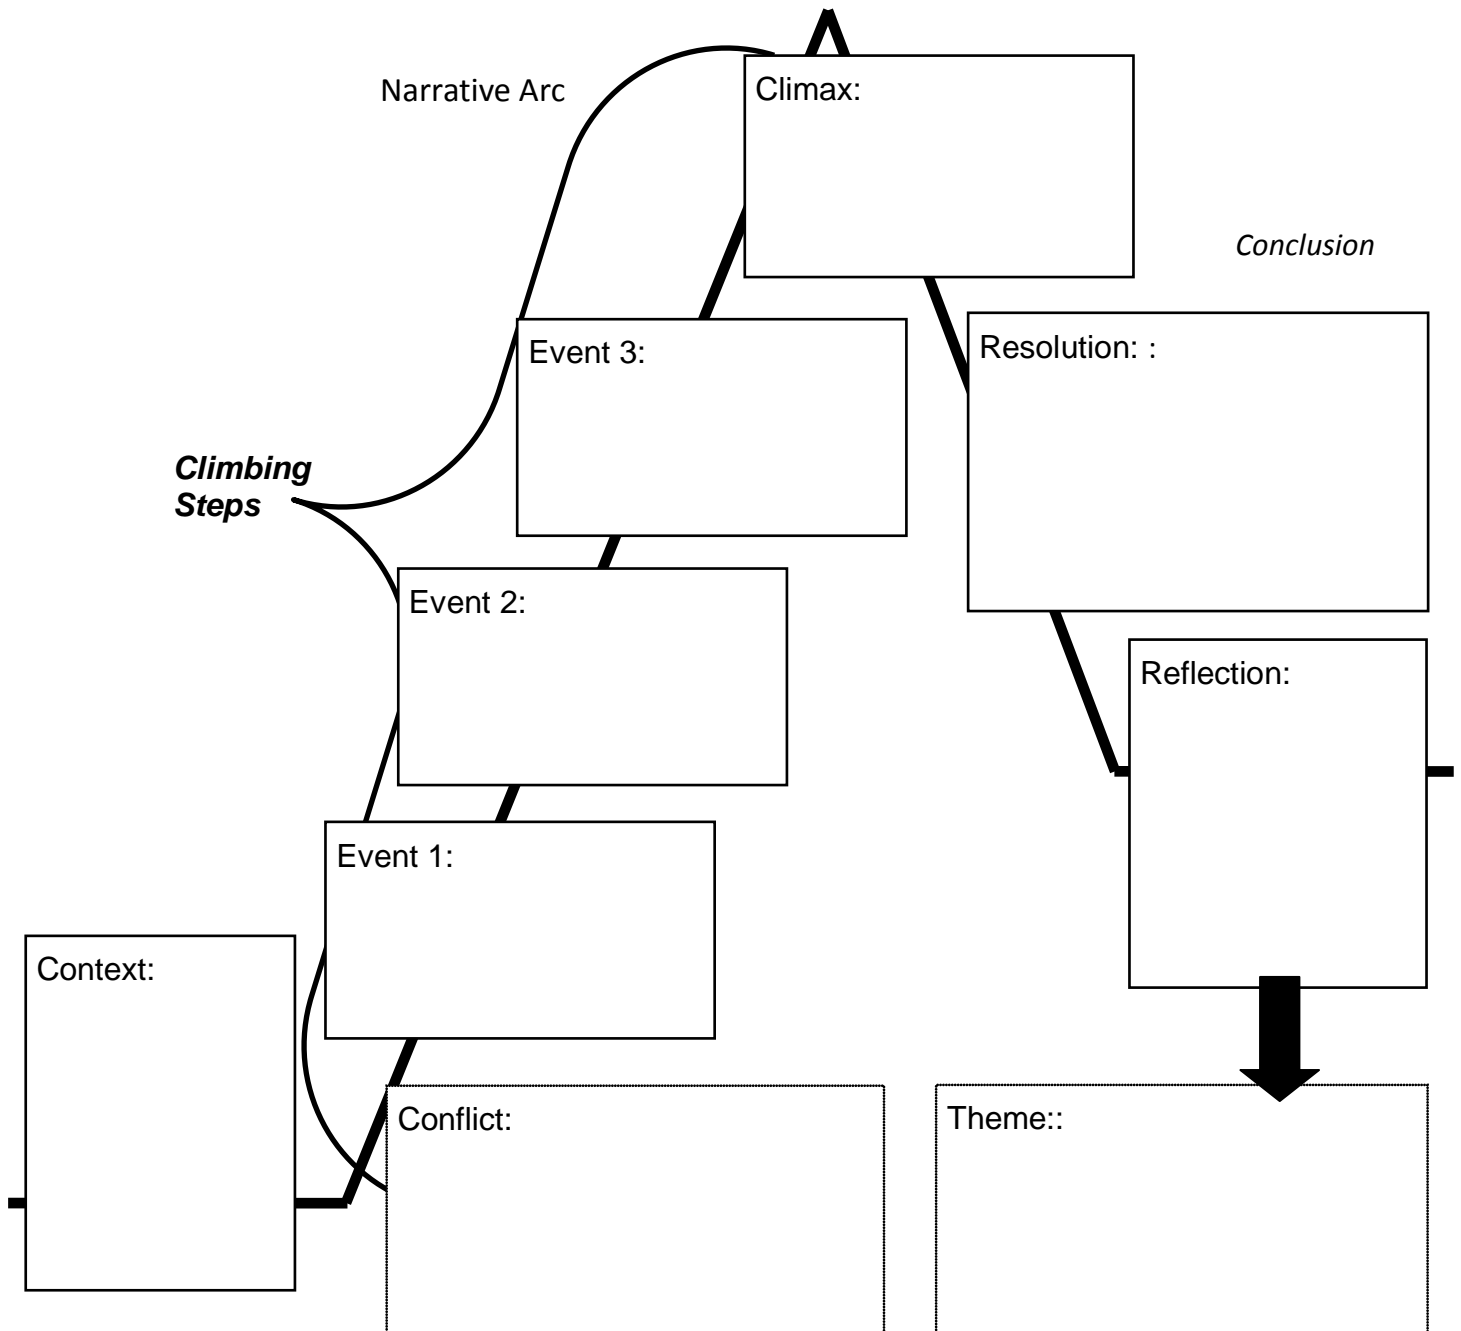 Narrative Arc
Climax:
Conclusion
Event 3:
Resolution: :
Climbing
Steps
Event 2:
Reflection:
Event 1:
Context:
Conflict:
Theme::